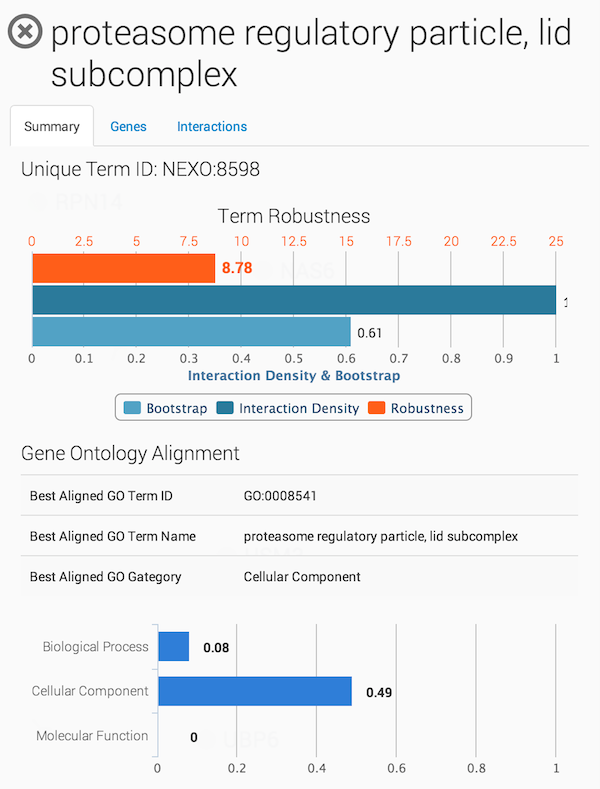 proteasome regulatory particle, lid
subcomplex
Summary Genes Interactions
Unique Term ID: NEXO:8598
Term Robustness
0 2.5 5 7.5 10 12.5 15 17.5 20 22.5 25
8.78
1
0.61
0 0.1 0.2 0.3 0.4 0.5 0.6 0.7 0.8 0.9 1
Interaction Density & Bootstrap
Bootstrap Interaction Density Robustness
Gene Ontology Alignment
Best Aligned GO Term ID GO:0008541
Best Aligned GO Term Name proteasome regulatory particle, lid subcomplex
Best Aligned GO Gategory Cellular Component
Biological Process 0.08
Cellular Component 0.49
Molecular Function 0
0 0.2 0.4 0.6 0.8 1